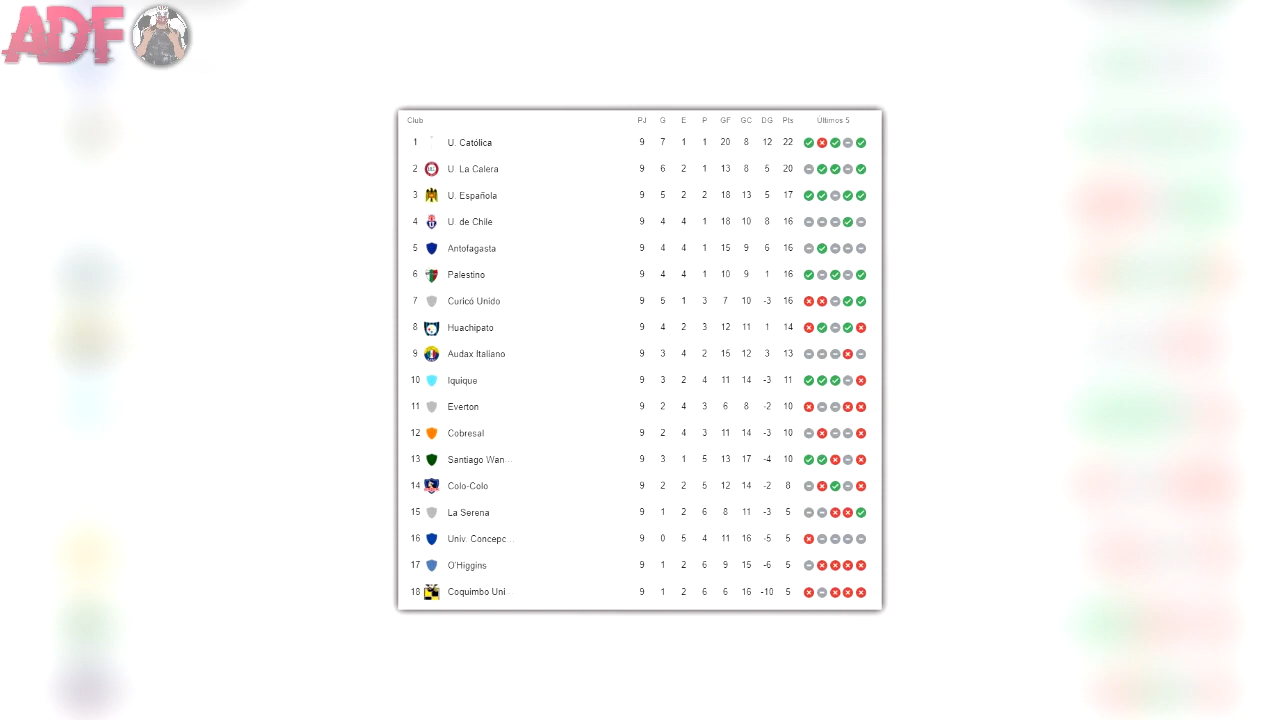 ADF
Club PJ G E P GF GC DG Pts Últimos 5
1 U. Católica 9 7 1 1 20 8 12 22
2 U. La Calera 9 6 2 1 13 8 5 20
3 U. Española 9 5 2 2 18 13 5 17
4 U. de Chile 9 4 4 1 18 10 8 16
5 Antofagasta 9 4 4 1 15 9 6 16
6 Palestino 9 4 4 1 10 9 1 16
7 Curicó Unido 9 5 1 3 7 10 -3 16
8 Huachipato 9 4 2 3 12 11 1 14
9 Audax Italiano 9 3 4 2 15 12 3 13
10 Iquique 9 3 2 4 11 14 -3 11
11 Everton 9 2 4 3 6 8 -2 10
12 Cobresal 9 2 4 3 11 14 -3 10
13 Santiago Wan... 9 3 1 5 13 17 -4 10
14 Colo-Colo 9 2 2 5 12 14 -2 8
15 La Serena 9 1 2 6 8 11 -3 5
16 Univ. Concepc... 9 0 5 4 11 16 -5 5
17 O'Higgins 9 1 2 6 9 15 -6 5
18 Coquimbo Uni 9 1 2 6 6 16 -10 5